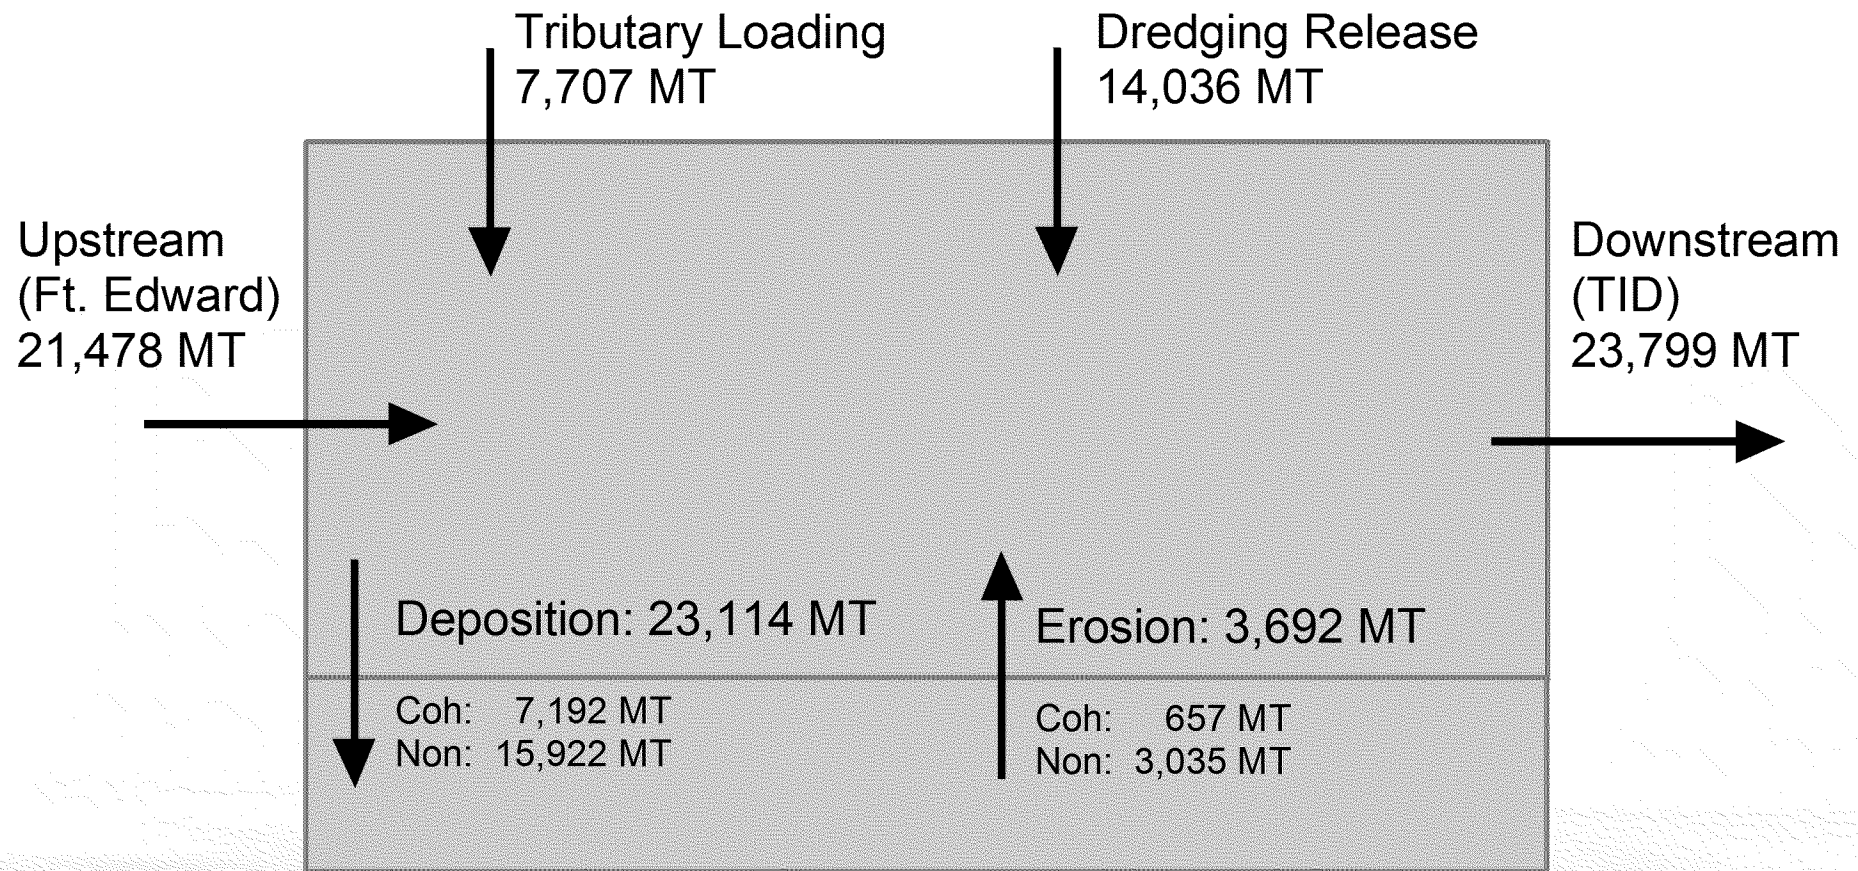 Tributary Loading
7,707 MT
Dredging Release
14,036 MT
Upstream
(Ft. Edward)
21,478 MT
Downstream
(TID)
23,799 MT
Deposition: 23,114 MT
Coh: 7,192 MT
Non: 15,922 MT
Erosion: 3,692 MT
Coh: 657 MT
Non: 3,035 MT